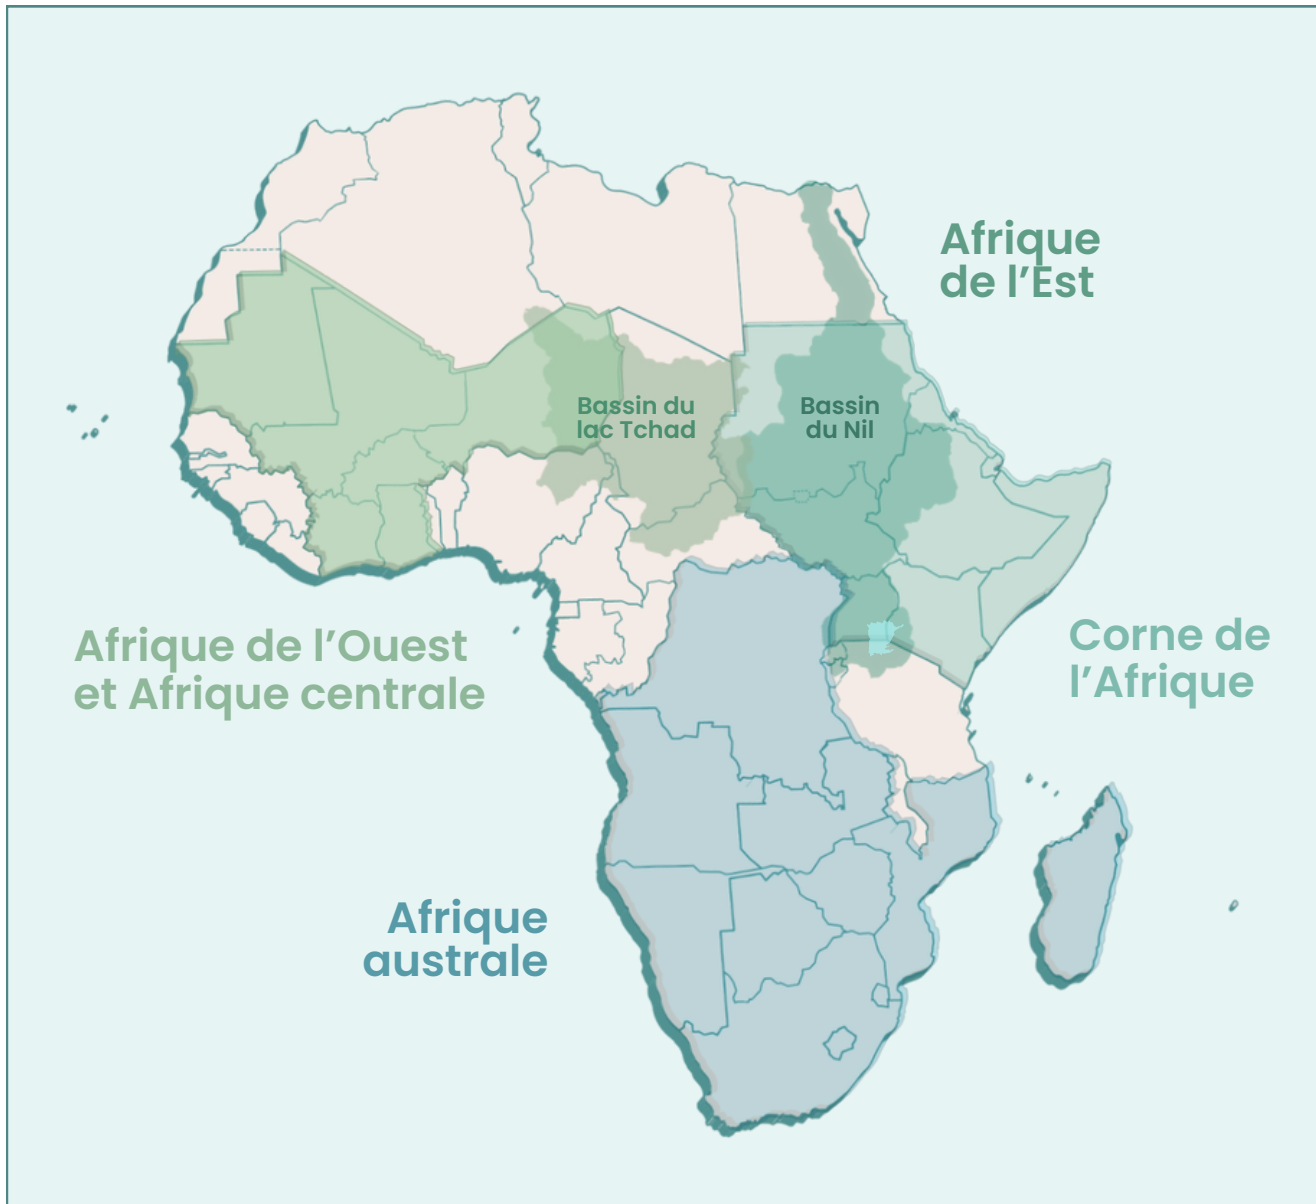 Afrique
de l’Est
Bassin du
lac Tchad
Bassin
du Nil
Afrique de l’Ouest
et Afrique centrale
Corne de
l’Afrique
Afrique
australe